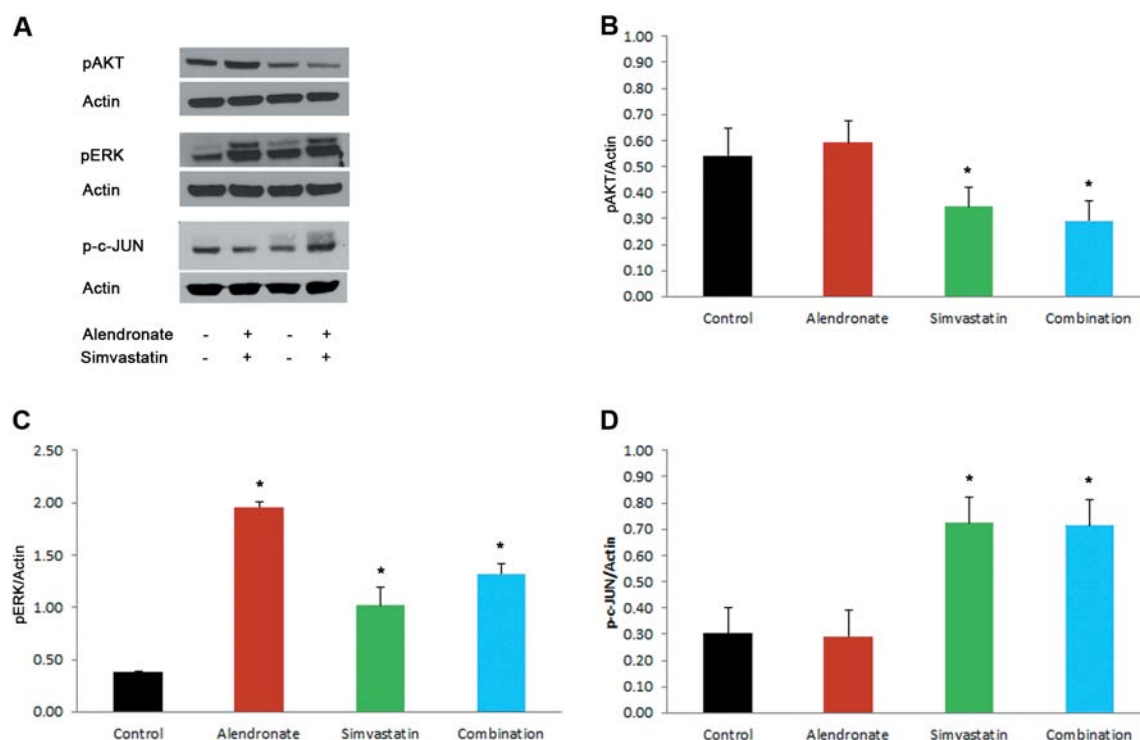 A
pAKT
Actin
pERK
Actin
p-c-JUN
Actin
Alendronate - + - +
Simvastatin - + - +
B
pAKT/Actin
1.00
0.90
0.80
0.70
0.60
0.50
0.40
0.30
0.20
0.10
0.00
* *
Control Alendronate Simvastatin Combination
C
pERK/Actin
2.50
2.00
1.50
1.00
0.50
0.00
* * *
Control Alendronate Simvastatin Combination
D
p-c-JUN/Actin
1.00
0.90
0.80
0.70
0.60
0.50
0.40
0.30
0.20
0.10
0.00
* *
Control Alendronate Simvastatin Combination